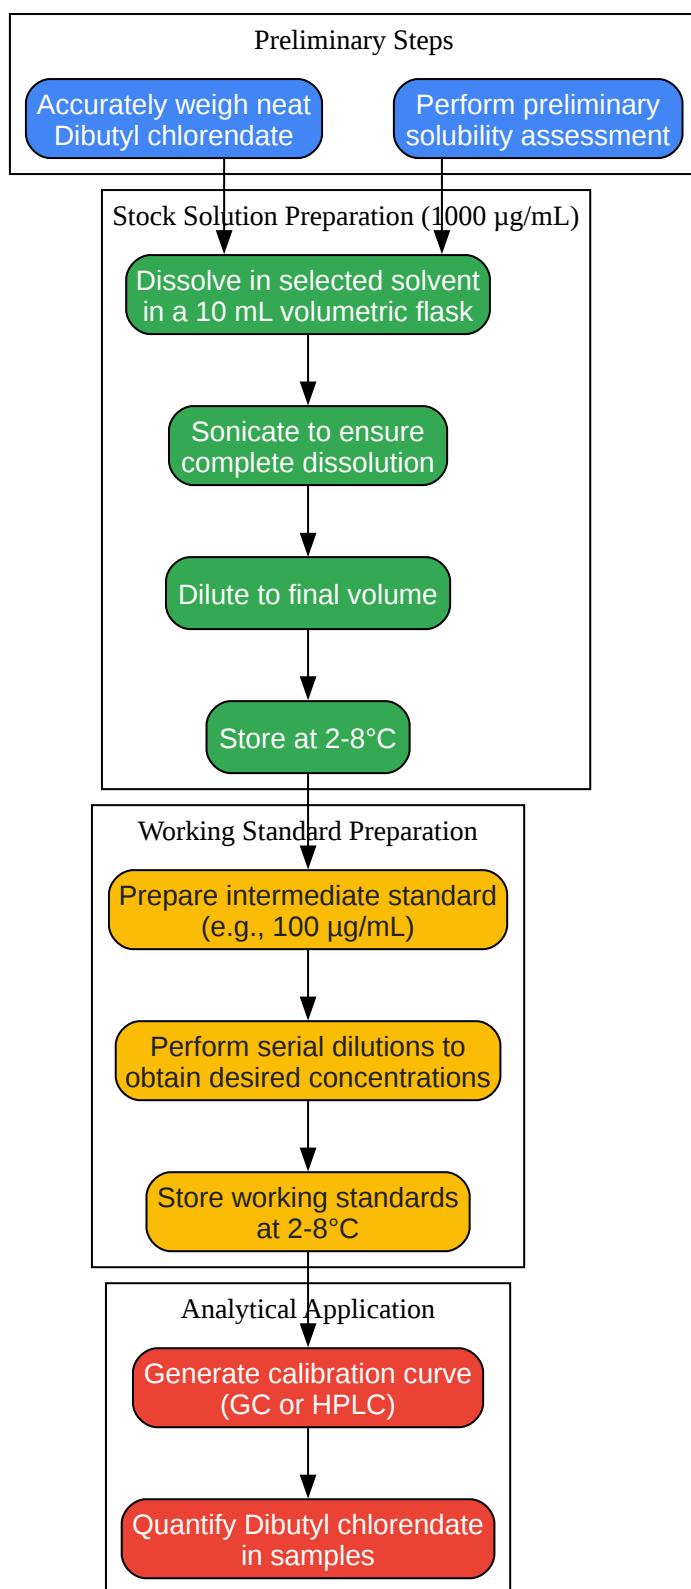 Preliminary Steps
Accurately weigh neat
Dibutyl chlorendate
Perform preliminary
solubility assessment
Stock Solution Preparation (1000 µg/mL)
Dissolve in selected solvent
in a 10 mL volumetric flask
Sonicate to ensure
complete dissolution
Dilute to final volume
Store at 2-8°C
Working Standard Preparation
Prepare intermediate standard
(e.g., 100 µg/mL)
Perform serial dilutions to
obtain desired concentrations
Store working standards
at 2-8°C
Analytical Application
Generate calibration curve
(GC or HPLC)
Quantify Dibutyl chlorendate
in samples